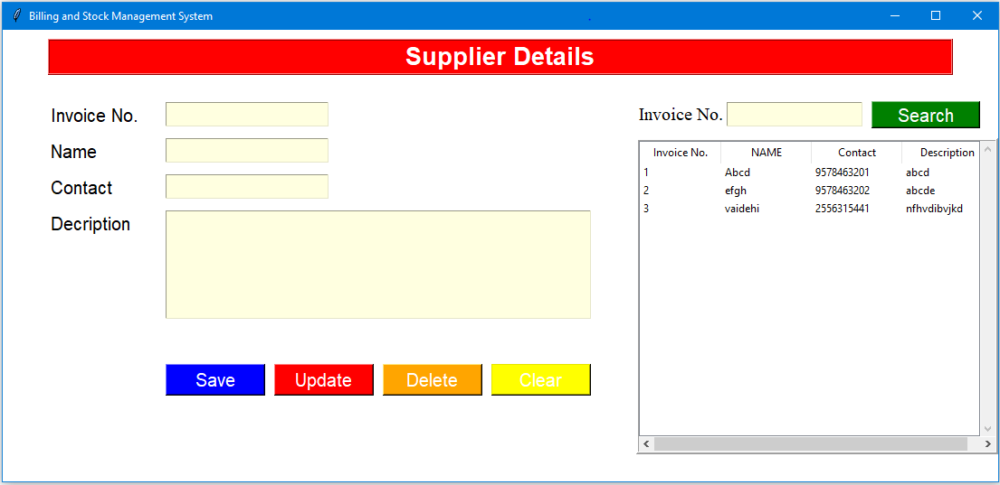 Billing and Stock Management System
Supplier Details
Invoice No.
Name
Contact
Decription
Save Update Delete Clear
Invoice No. Search
Invoice No. NAME Contact Description
1 Abcd 9578463201 abcd
2 efgh 9578463202 abcde
3 vaidehi 2556315441 nfhvdibvjkd